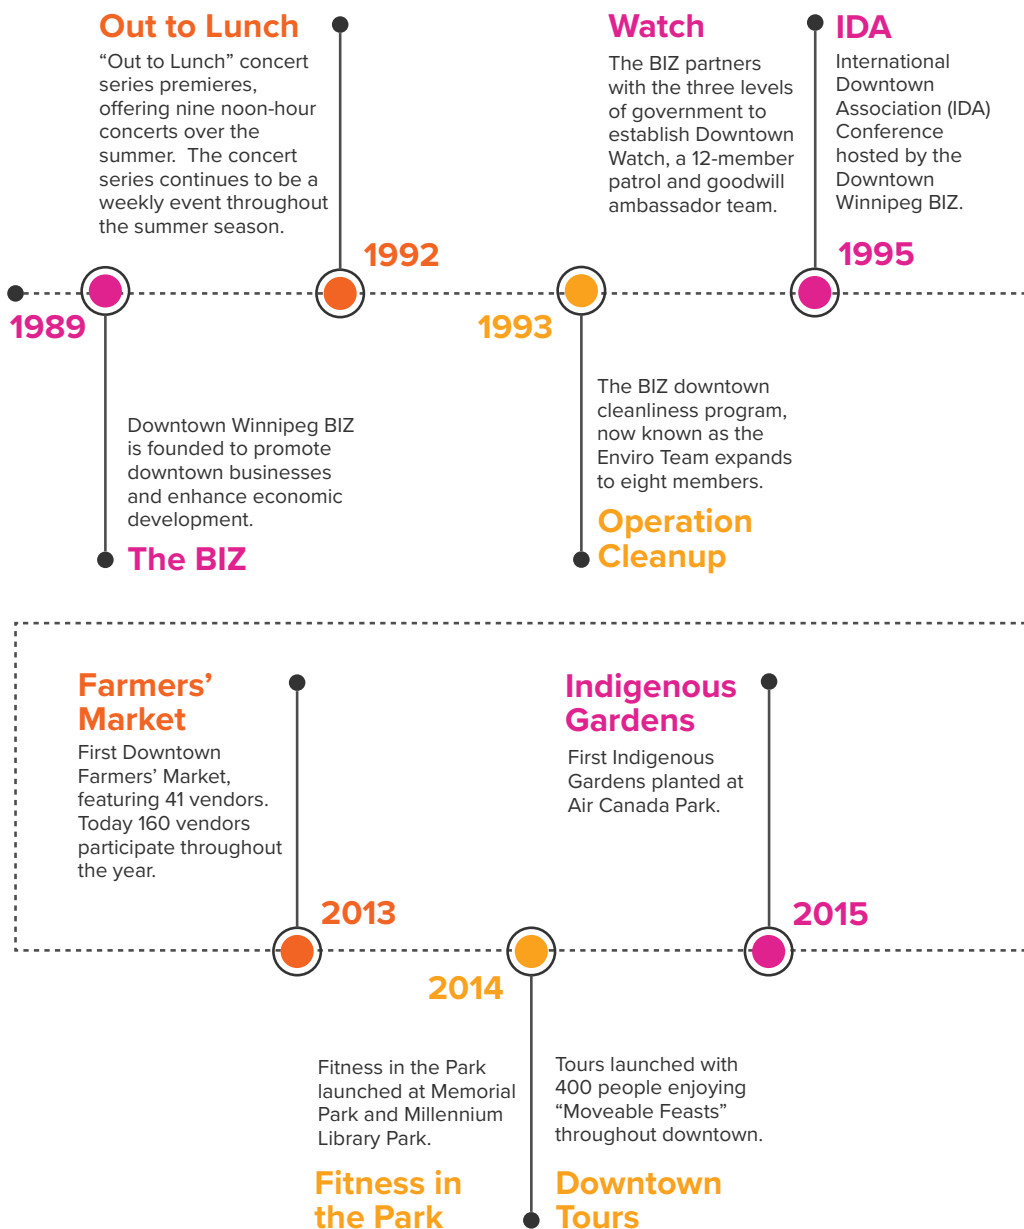 Out to Lunch
“Out to Lunch” concert
series premieres,
offering nine noon-hour
concerts over the
summer.  The concert
series continues to be a
weekly event throughout
the summer season.
1992
Watch
The BIZ partners
with the three levels
of government to
establish Downtown
Watch, a 12-member
patrol and goodwill
ambassador team.
IDA
International
Downtown
Association (IDA)
Conference
hosted by the
Downtown
Winnipeg BIZ.
1995
1989
Downtown Winnipeg BIZ
is founded to promote
downtown businesses
and enhance economic
development.
The BIZ
1993
The BIZ downtown
cleanliness program,
now known as the
Enviro Team expands
to eight members.
Operation
Cleanup
Farmers’
Market
First Downtown
Farmers’ Market,
featuring 41 vendors.
Today 160 vendors
participate throughout
the year.
2013
Indigenous
Gardens
First Indigenous
Gardens planted at
Air Canada Park.
2015
2014
Fitness in the Park
launched at Memorial
Park and Millennium
Library Park.
Fitness in
the Park
Tours launched with
400 people enjoying
“Moveable Feasts”
throughout downtown.
Downtown
Tours